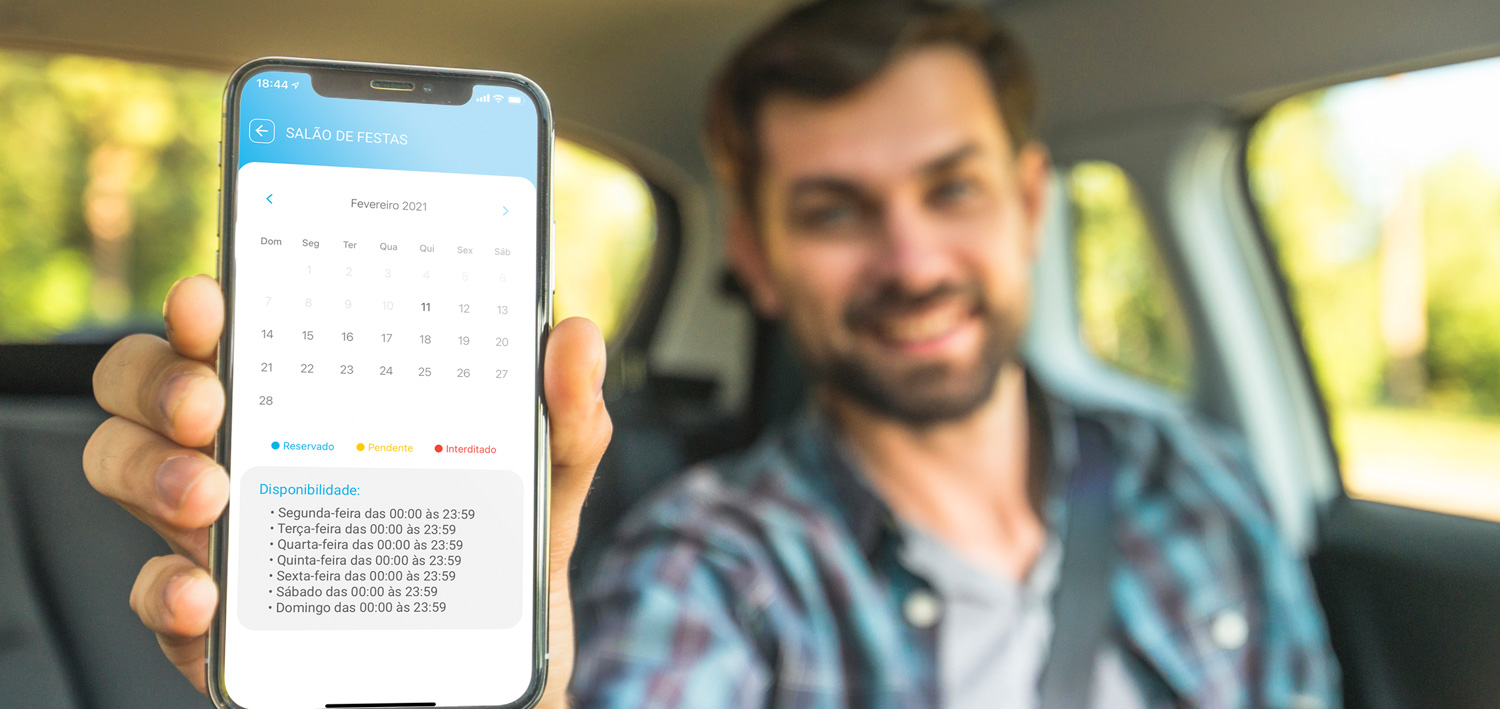 18:44
SALÃO DE FESTAS
Fevereiro 2021
Dom Seg Ter Qua Qui Sex Sáb
1 2 3 4 5 6
7 8 9 10 11 12 13
14 15 16 17 18 19 20
21 22 23 24 25 26 27
28
Reservado Pendente Interditado
Disponibilidade:
• Segunda-feira das 00:00 às 23:59
• Terça-feira das 00:00 às 23:59
• Quarta-feira das 00:00 às 23:59
• Quinta-feira das 00:00 às 23:59
• Sexta-feira das 00:00 às 23:59
• Sábado das 00:00 às 23:59
• Domingo das 00:00 às 23:59